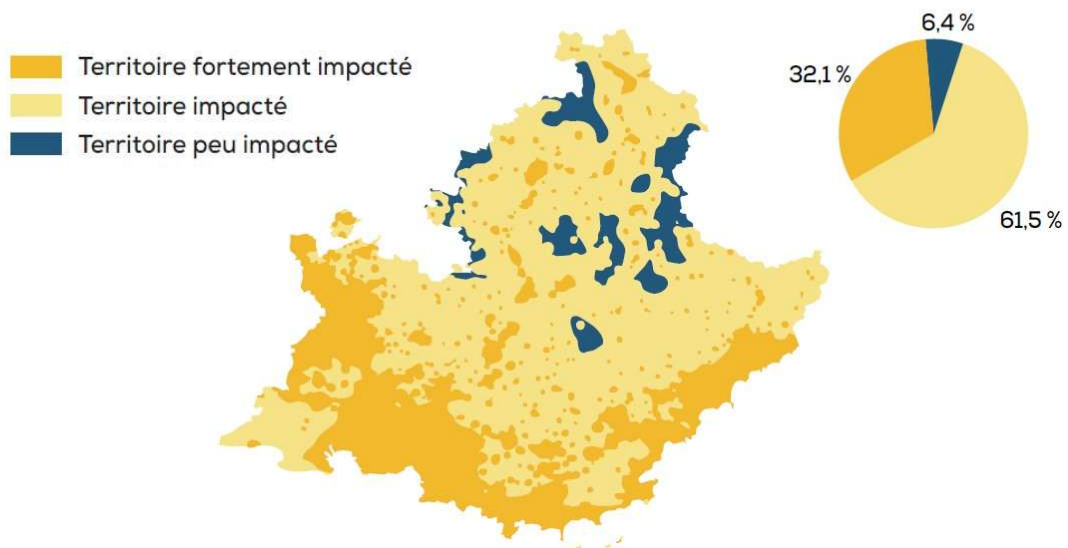 Territoire fortement impacté
Territoire impacté
Territoire peu impacté
6,4 %
32,1 %
61,5 %